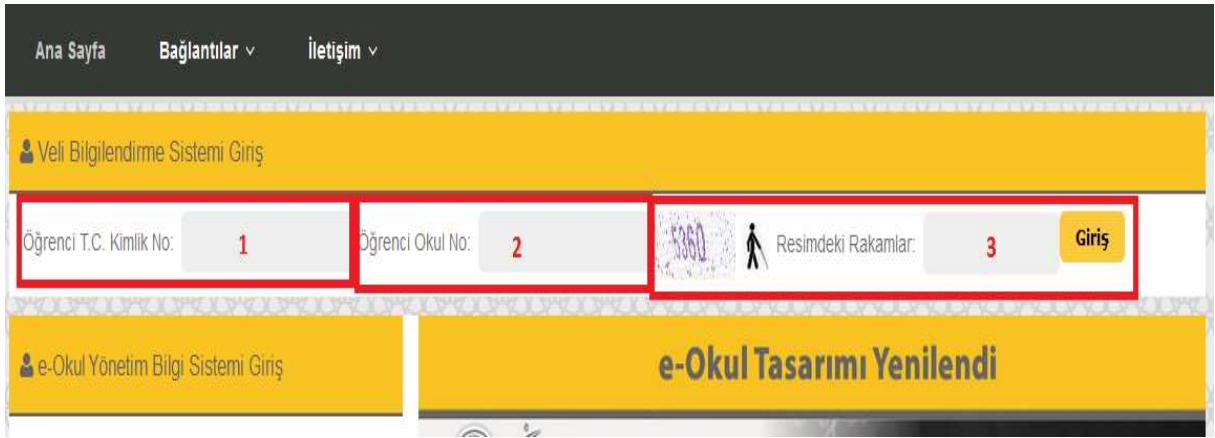 Ana Sayfa Bağlantılar İletişim
Veli Bilgilendirme Sistemi Giriş
Öğrenci T.C. Kimlik No: 1 Öğrenci Okul No: 2 5360 Resimdeki Rakamlar: 3 Giriş
e-Okul Yönetim Bilgi Sistemi Giriş
e-Okul Tasarımı Yenilendi